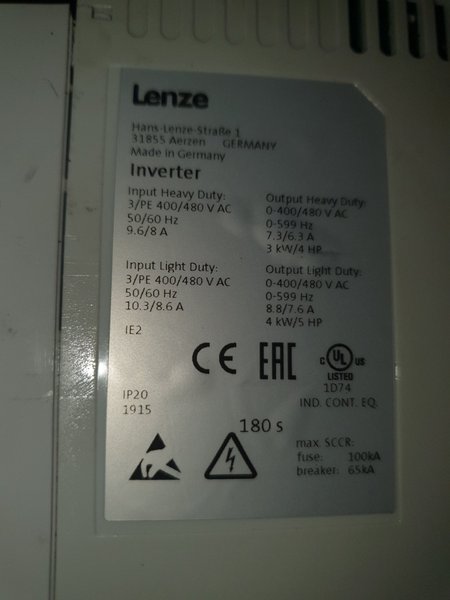 Lenze
Hans-Lenze-Straße 1
31855 Aerzen GERMANY
Made in Germany
Inverter
Input Heavy Duty:
3/PE 400/480 V AC
50/60 Hz
9.6/8 A
Output Heavy Duty:
0-400/480 V AC
0-599 Hz
7.3/6.3 A
3 kW/4 HP
Input Light Duty:
3/PE 400/480 V AC
50/60 Hz
10.3/8.6 A
Output Light Duty:
0-400/480 V AC
0-599 Hz
8.8/7.6 A
4 kW/5 HP
IE2
CE EAC
C UL US
LISTED
1D74
IND. CONT. EQ.
IP20
1915
180 s
max. SCCR:
fuse: 100kA
breaker: 65kA